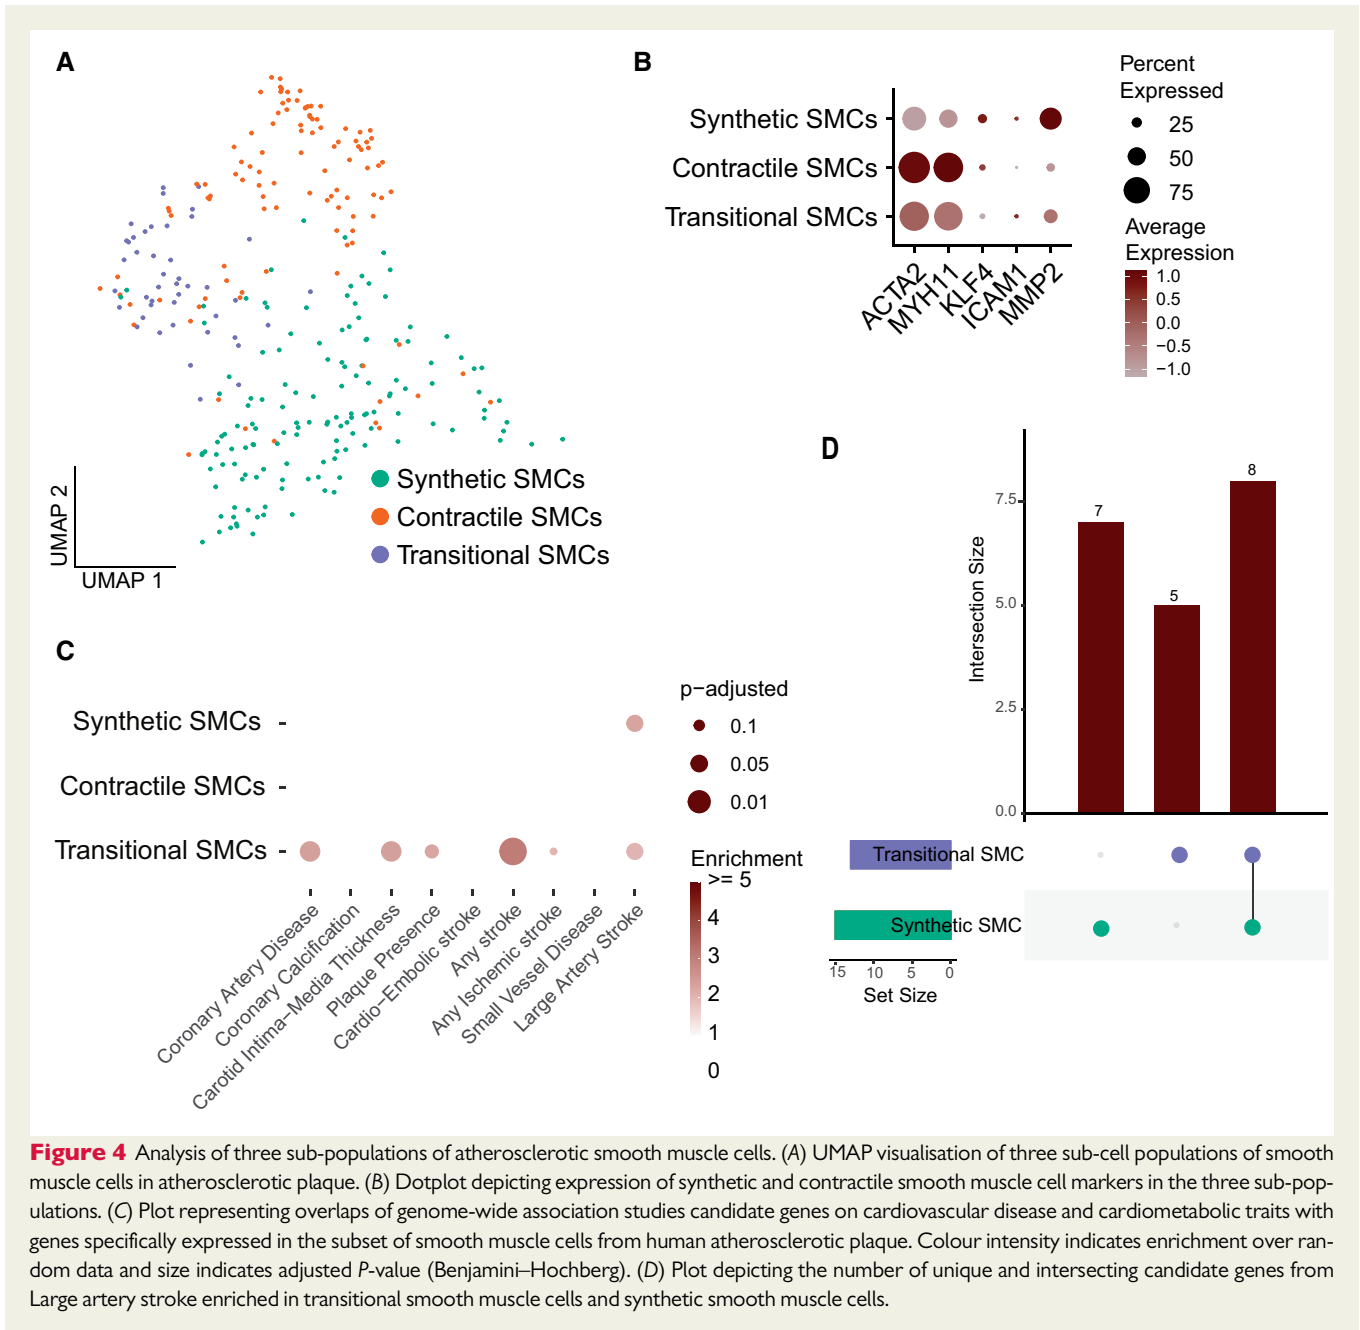 A
UMAP 2
UMAP 1
Synthetic SMCs
Contractile SMCs
Transitional SMCs
B
Synthetic SMCs
Contractile SMCs
Transitional SMCs
ACTA2
MYH11
KLF4
ICAM1
MMP2
Percent
Expressed
25
50
75
Average
Expression
1.0
0.5
0.0
−0.5
−1.0
C
Synthetic SMCs
Contractile SMCs
Transitional SMCs
Coronary Artery Disease
Coronary Calcification
Carotid Intima−Media Thickness
Plaque Presence
Cardio−Embolic stroke
Any stroke
Any Ischemic stroke
Small Vessel Disease
Large Artery Stroke
p−adjusted
0.1
0.05
0.01
Enrichment
>= 5
4
3
2
1
0
D
Intersection Size
7.5
5.0
2.5
0.0
7
5
8
Transitional SMC
Synthetic SMC
15 10 5 0
Set Size
Figure 4 Analysis of three sub-populations of atherosclerotic smooth muscle cells. (A) UMAP visualisation of three sub-cell populations of smooth
muscle cells in atherosclerotic plaque. (B) Dotplot depicting expression of synthetic and contractile smooth muscle cell markers in the three sub-pop-
ulations. (C) Plot representing overlaps of genome-wide association studies candidate genes on cardiovascular disease and cardiometabolic traits with
genes specifically expressed in the subset of smooth muscle cells from human atherosclerotic plaque. Colour intensity indicates enrichment over ran-
dom data and size indicates adjusted P-value (Benjamini–Hochberg). (D) Plot depicting the number of unique and intersecting candidate genes from
Large artery stroke enriched in transitional smooth muscle cells and synthetic smooth muscle cells.